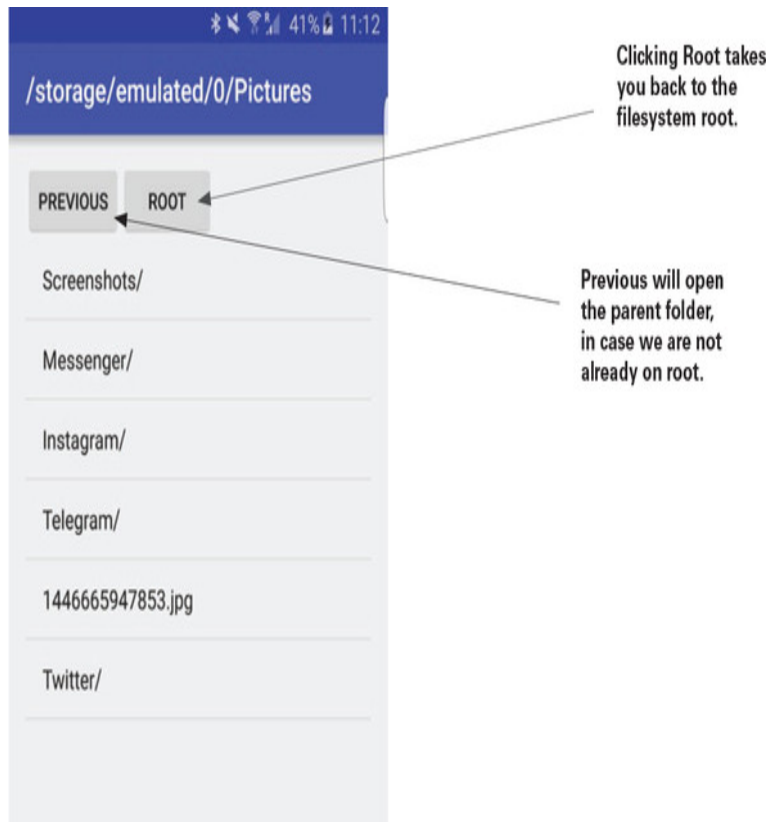 41% 11:12
/storage/emulated/0/Pictures
PREVIOUS ROOT
Screenshots/
Messenger/
Instagram/
Telegram/
1446665947853.jpg
Twitter/
Clicking Root takes
you back to the
filesystem root.
Previous will open
the parent folder,
in case we are not
already on root.